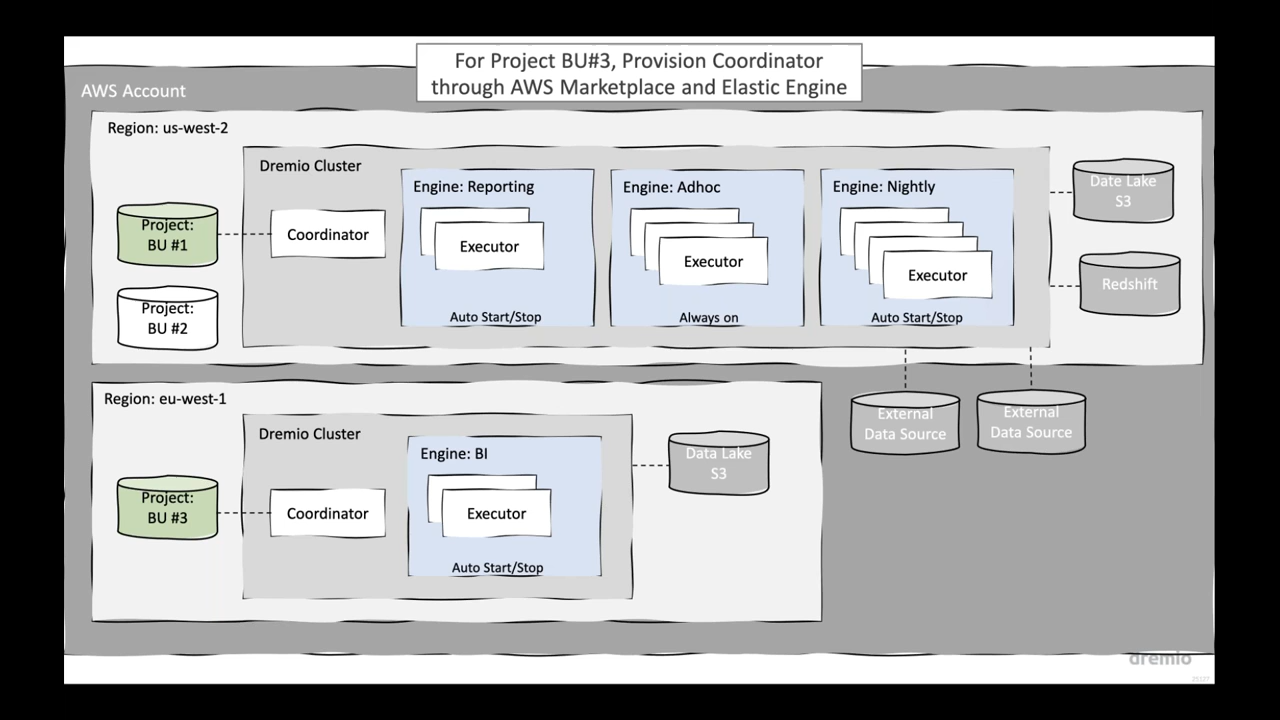 For Project BU#3, Provision Coordinator
through AWS Marketplace and Elastic Engine
AWS Account
Region: us-west-2
Dremio Cluster
Project:
BU #1
Project:
BU #2
Coordinator
Engine: Reporting
Executor
Auto Start/Stop
Engine: Adhoc
Executor
Always on
Engine: Nightly
Executor
Auto Start/Stop
Date Lake
S3
Redshift
External
Data Source
External
Data Source
Region: eu-west-1
Dremio Cluster
Project:
BU #3
Coordinator
Engine: BI
Executor
Auto Start/Stop
Data Lake
S3
dremio